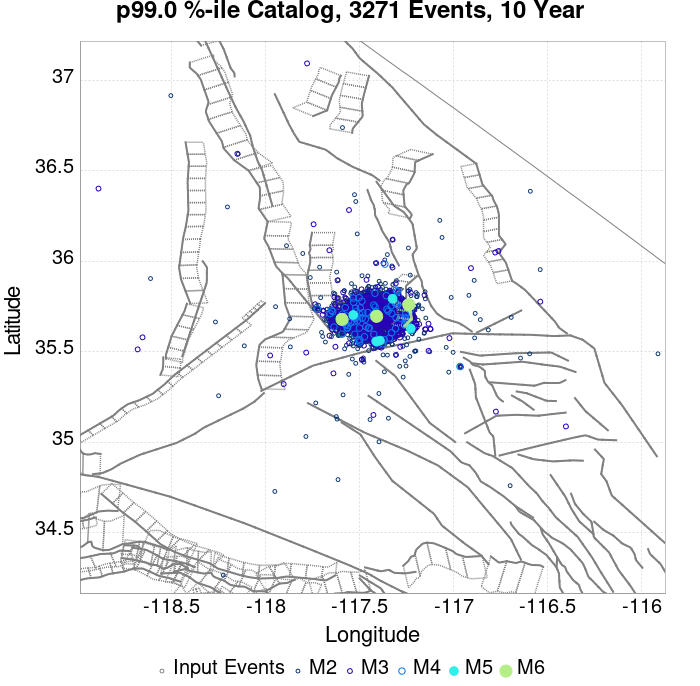 p99.0 %-ile Catalog, 3271 Events, 10 Year
37
36.5
36
35.5
35
34.5
Latitude
-118.5 -118 -117.5 -117 -116.5 -116
Longitude
Input Events M2 M3 M4 M5 M6